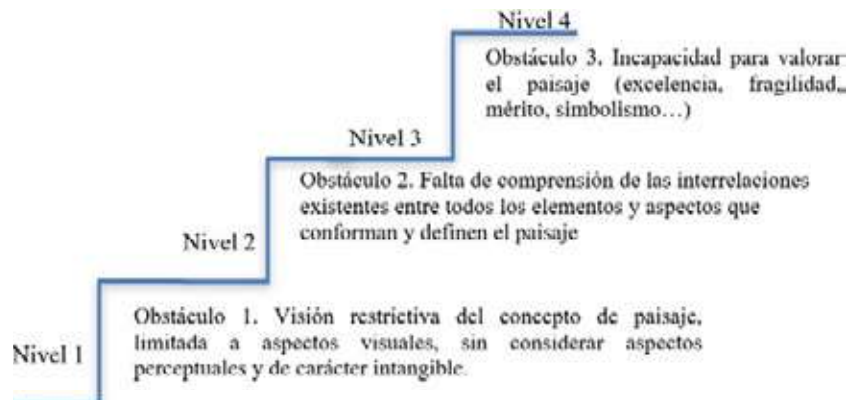 Nivel 4
Obstáculo 3. Incapacidad para valorar
el paisaje (excelencia, fragilidad,
mérito, simbolismo…)
Nivel 3
Obstáculo 2. Falta de comprensión de las interrelaciones
existentes entre todos los elementos y aspectos que
conforman y definen el paisaje
Nivel 2
Obstáculo 1. Visión restrictiva del concepto de paisaje,
limitada a aspectos visuales, sin considerar aspectos
perceptuales y de carácter intangible.
Nivel 1